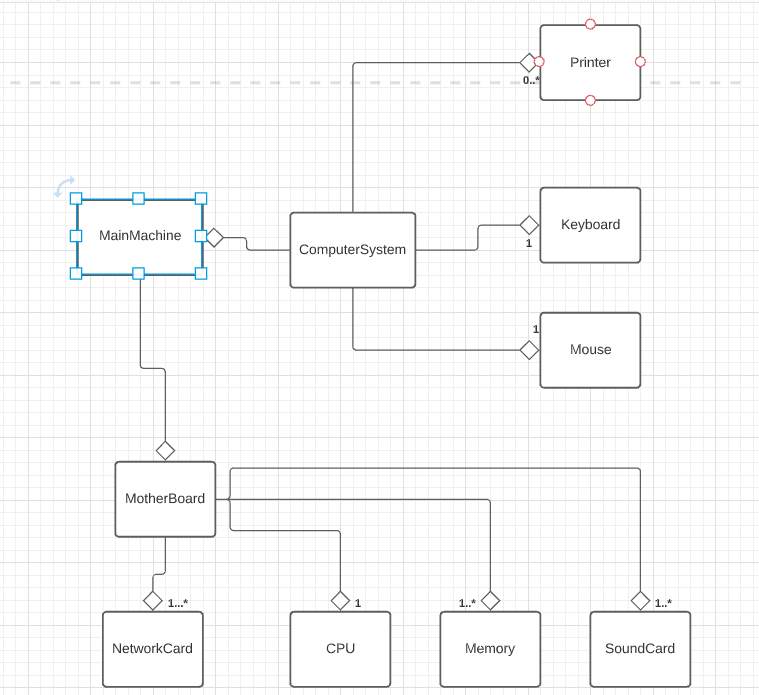 Printer
0..*
MainMachine
ComputerSystem
Keyboard
1
1
Mouse
MotherBoard
1...*
1
1..*
1..*
NetworkCard
CPU
Memory
SoundCard